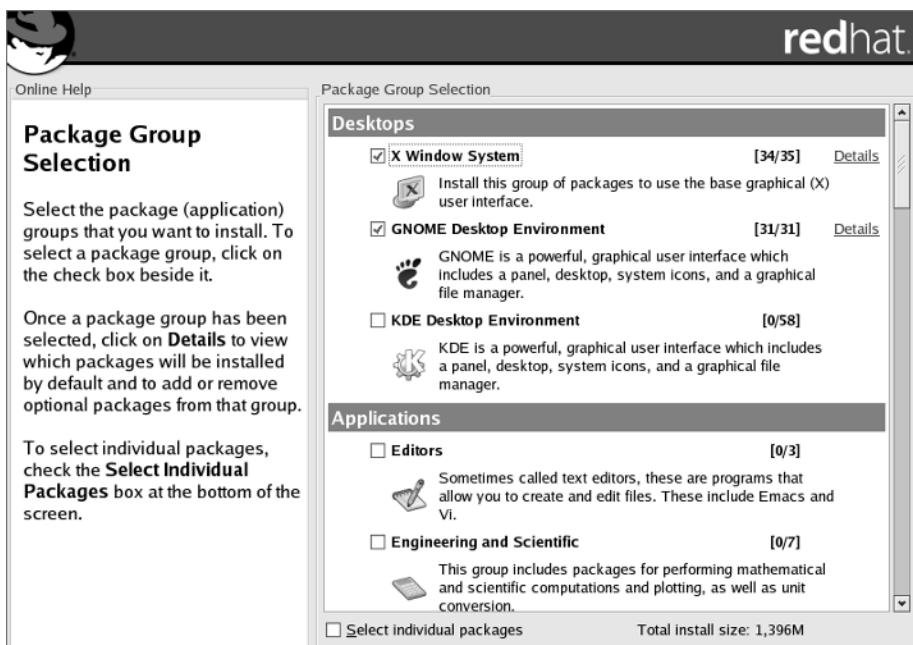 redhat.
Online Help
Package Group
Selection
Select the package (application)
groups that you want to install. To
select a package group, click on
the check box beside it.
Once a package group has been
selected, click on Details to view
which packages will be installed
by default and to add or remove
optional packages from that group.
To select individual packages,
check the Select Individual
Packages box at the bottom of the
screen.
Package Group Selection
Desktops
X Window System [34/35] Details
Install this group of packages to use the base graphical (X)
user interface.
GNOME Desktop Environment [31/31] Details
GNOME is a powerful, graphical user interface which
includes a panel, desktop, system icons, and a graphical
file manager.
KDE Desktop Environment [0/58]
KDE is a powerful, graphical user interface which includes
a panel, desktop, system icons, and a graphical file
manager.
Applications
Editors [0/3]
Sometimes called text editors, these are programs that
allow you to create and edit files. These include Emacs and
Vi.
Engineering and Scientific [0/7]
This group includes packages for performing mathematical
and scientific computations and plotting, as well as unit
conversion.
Select individual packages Total install size: 1,396M